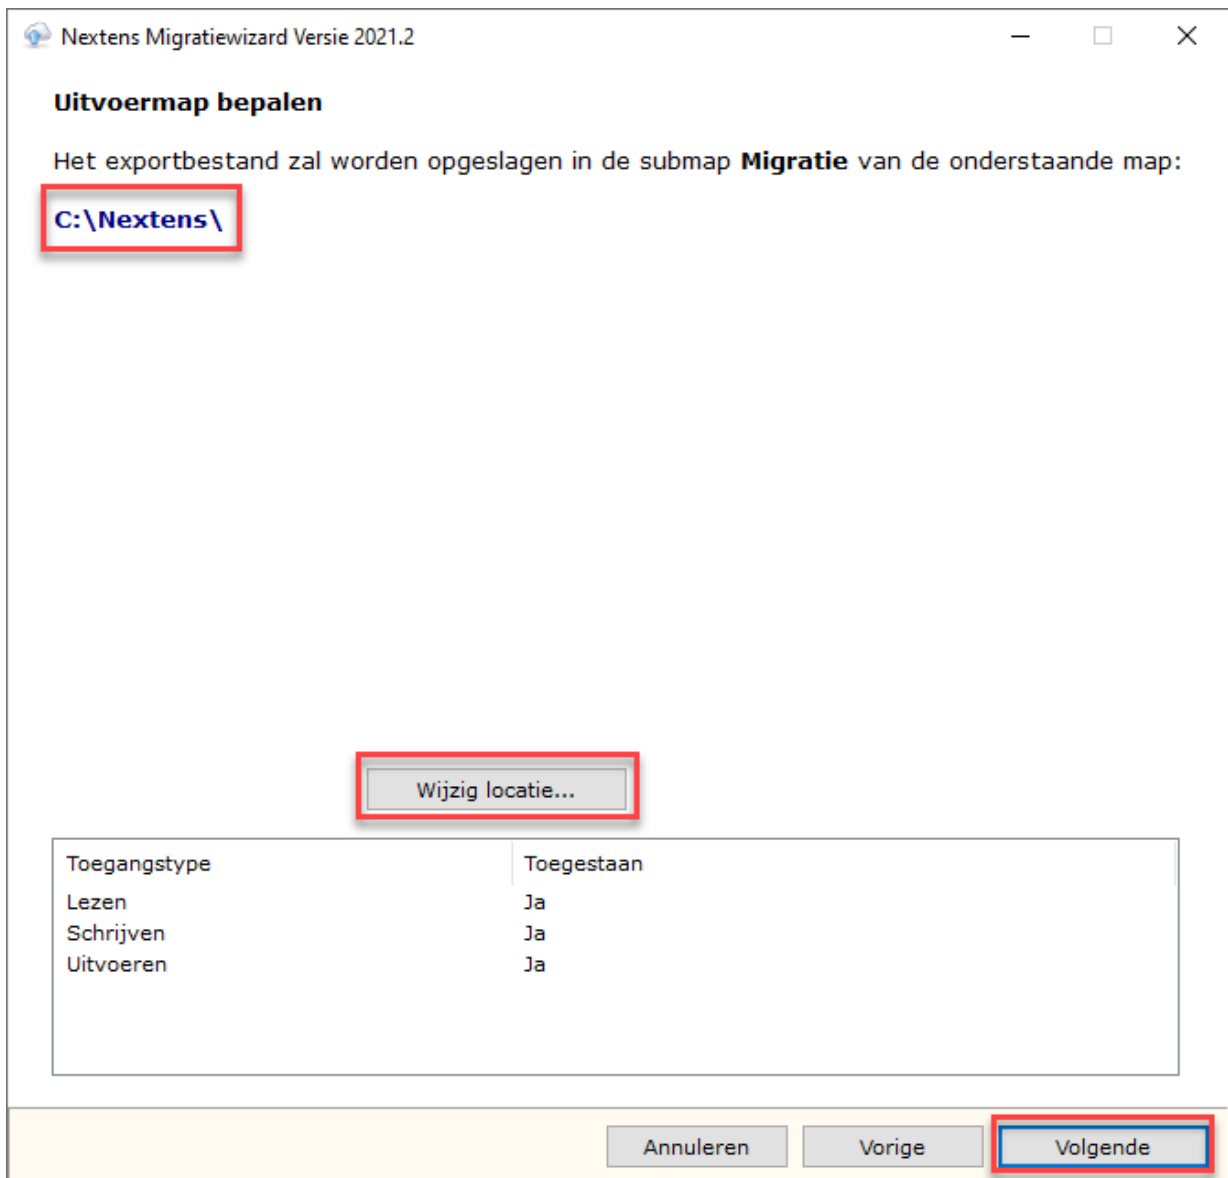 Nextens Migratiewizard Versie 2021.2
Uitvoermap bepalen
Het exportbestand zal worden opgeslagen in de submap Migratie van de onderstaande map:
C:\Nextens\
Wijzig locatie...
Toegangstype Toegestaan
Lezen Ja
Schrijven Ja
Uitvoeren Ja
Annuleren Vorige Volgende